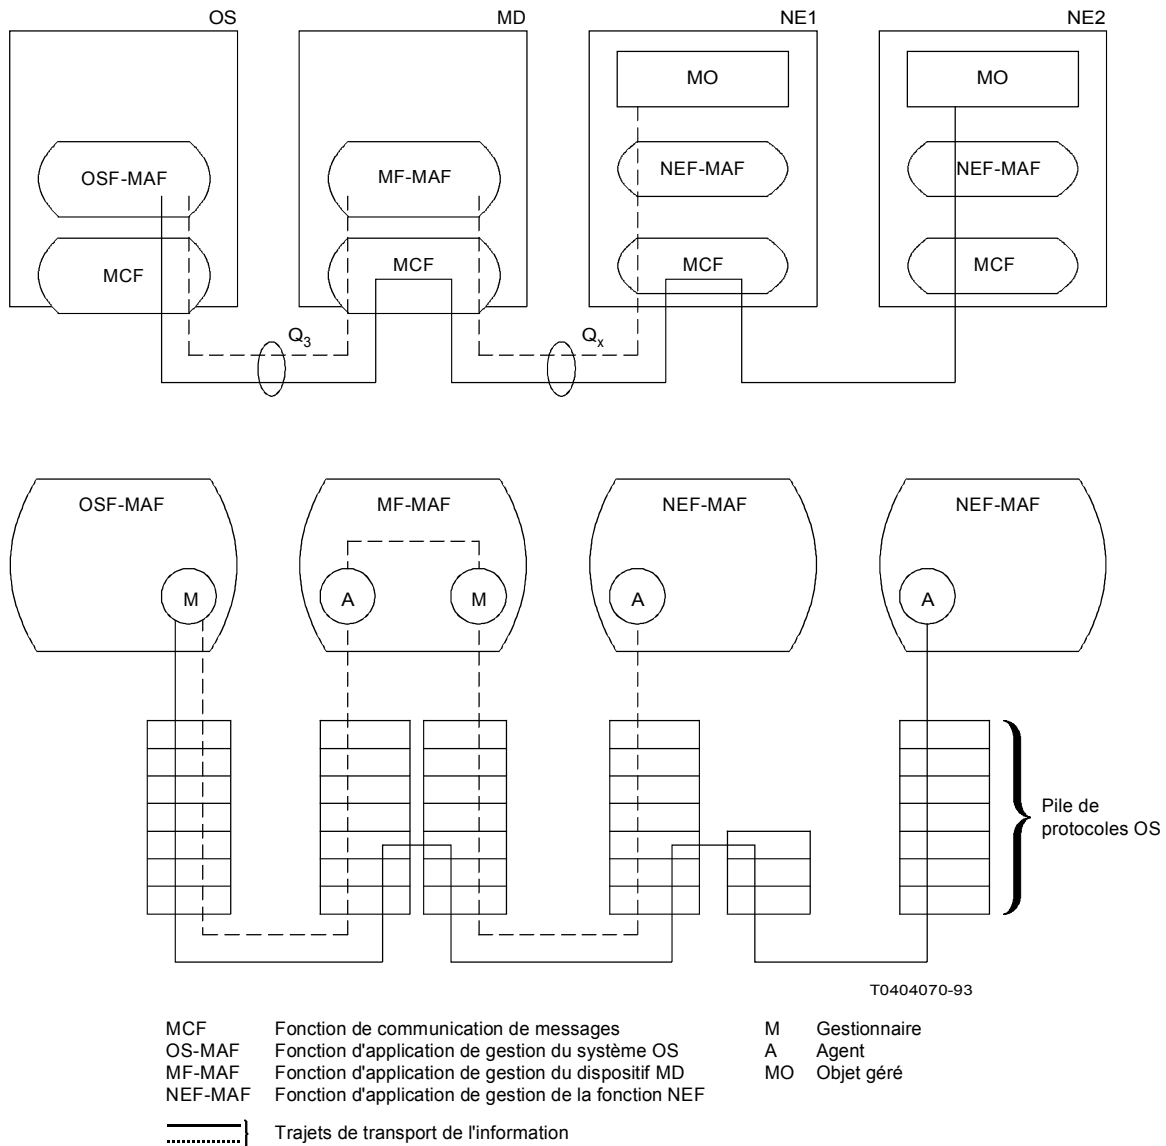 OS MD NE1 NE2
MO MO
OSF-MAF MF-MAF NEF-MAF NEF-MAF
MCF MCF MCF MCF
Q3 Qx
OSF-MAF MF-MAF NEF-MAF NEF-MAF
M A M A A
Pile de
protocoles OS
T0404070-93
MCF Fonction de communication de messages
OS-MAF Fonction d'application de gestion du système OS
MF-MAF Fonction d'application de gestion du dispositif MD
NEF-MAF Fonction d'application de gestion de la fonction NEF
M Gestionnaire
A Agent
MO Objet géré
Trajets de transport de l'information